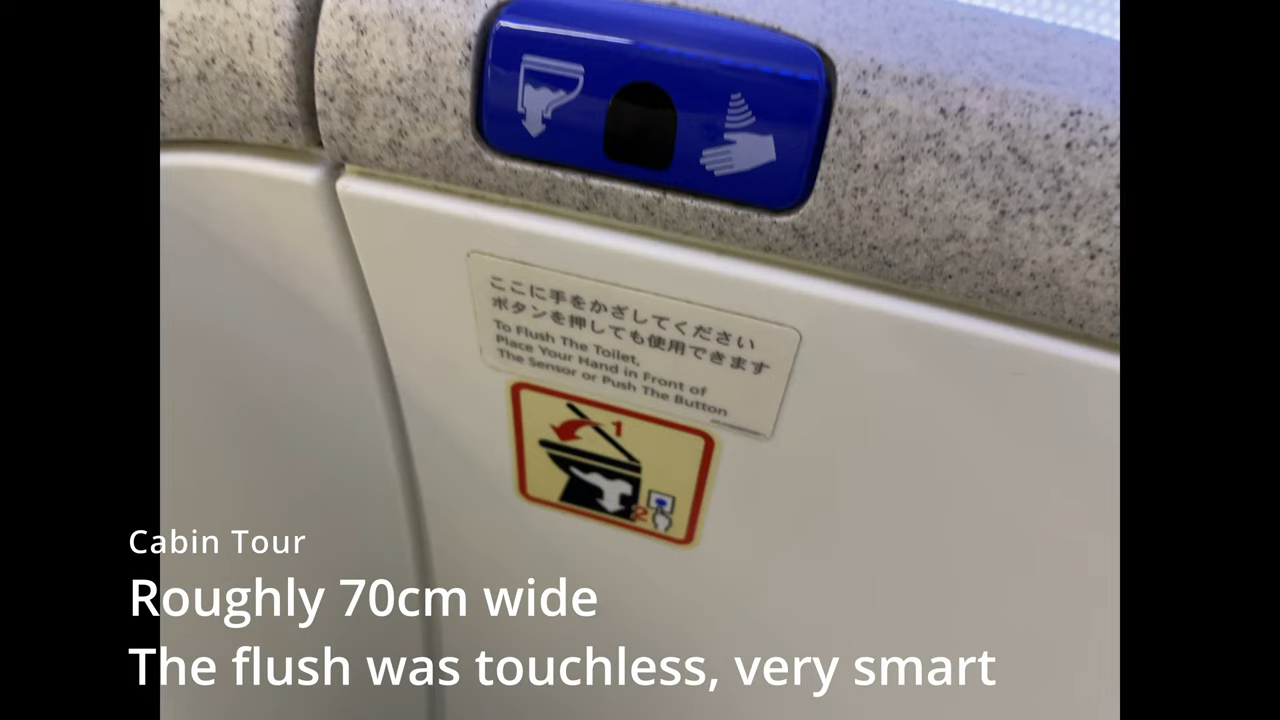 ここに手をかざしてください
ボタンを押しても使用できます
To Flush The Toilet,
Place Your Hand in Front of
The Sensor or Push The Button
1
2
Cabin Tour
Roughly 70cm wide
The flush was touchless, very smart